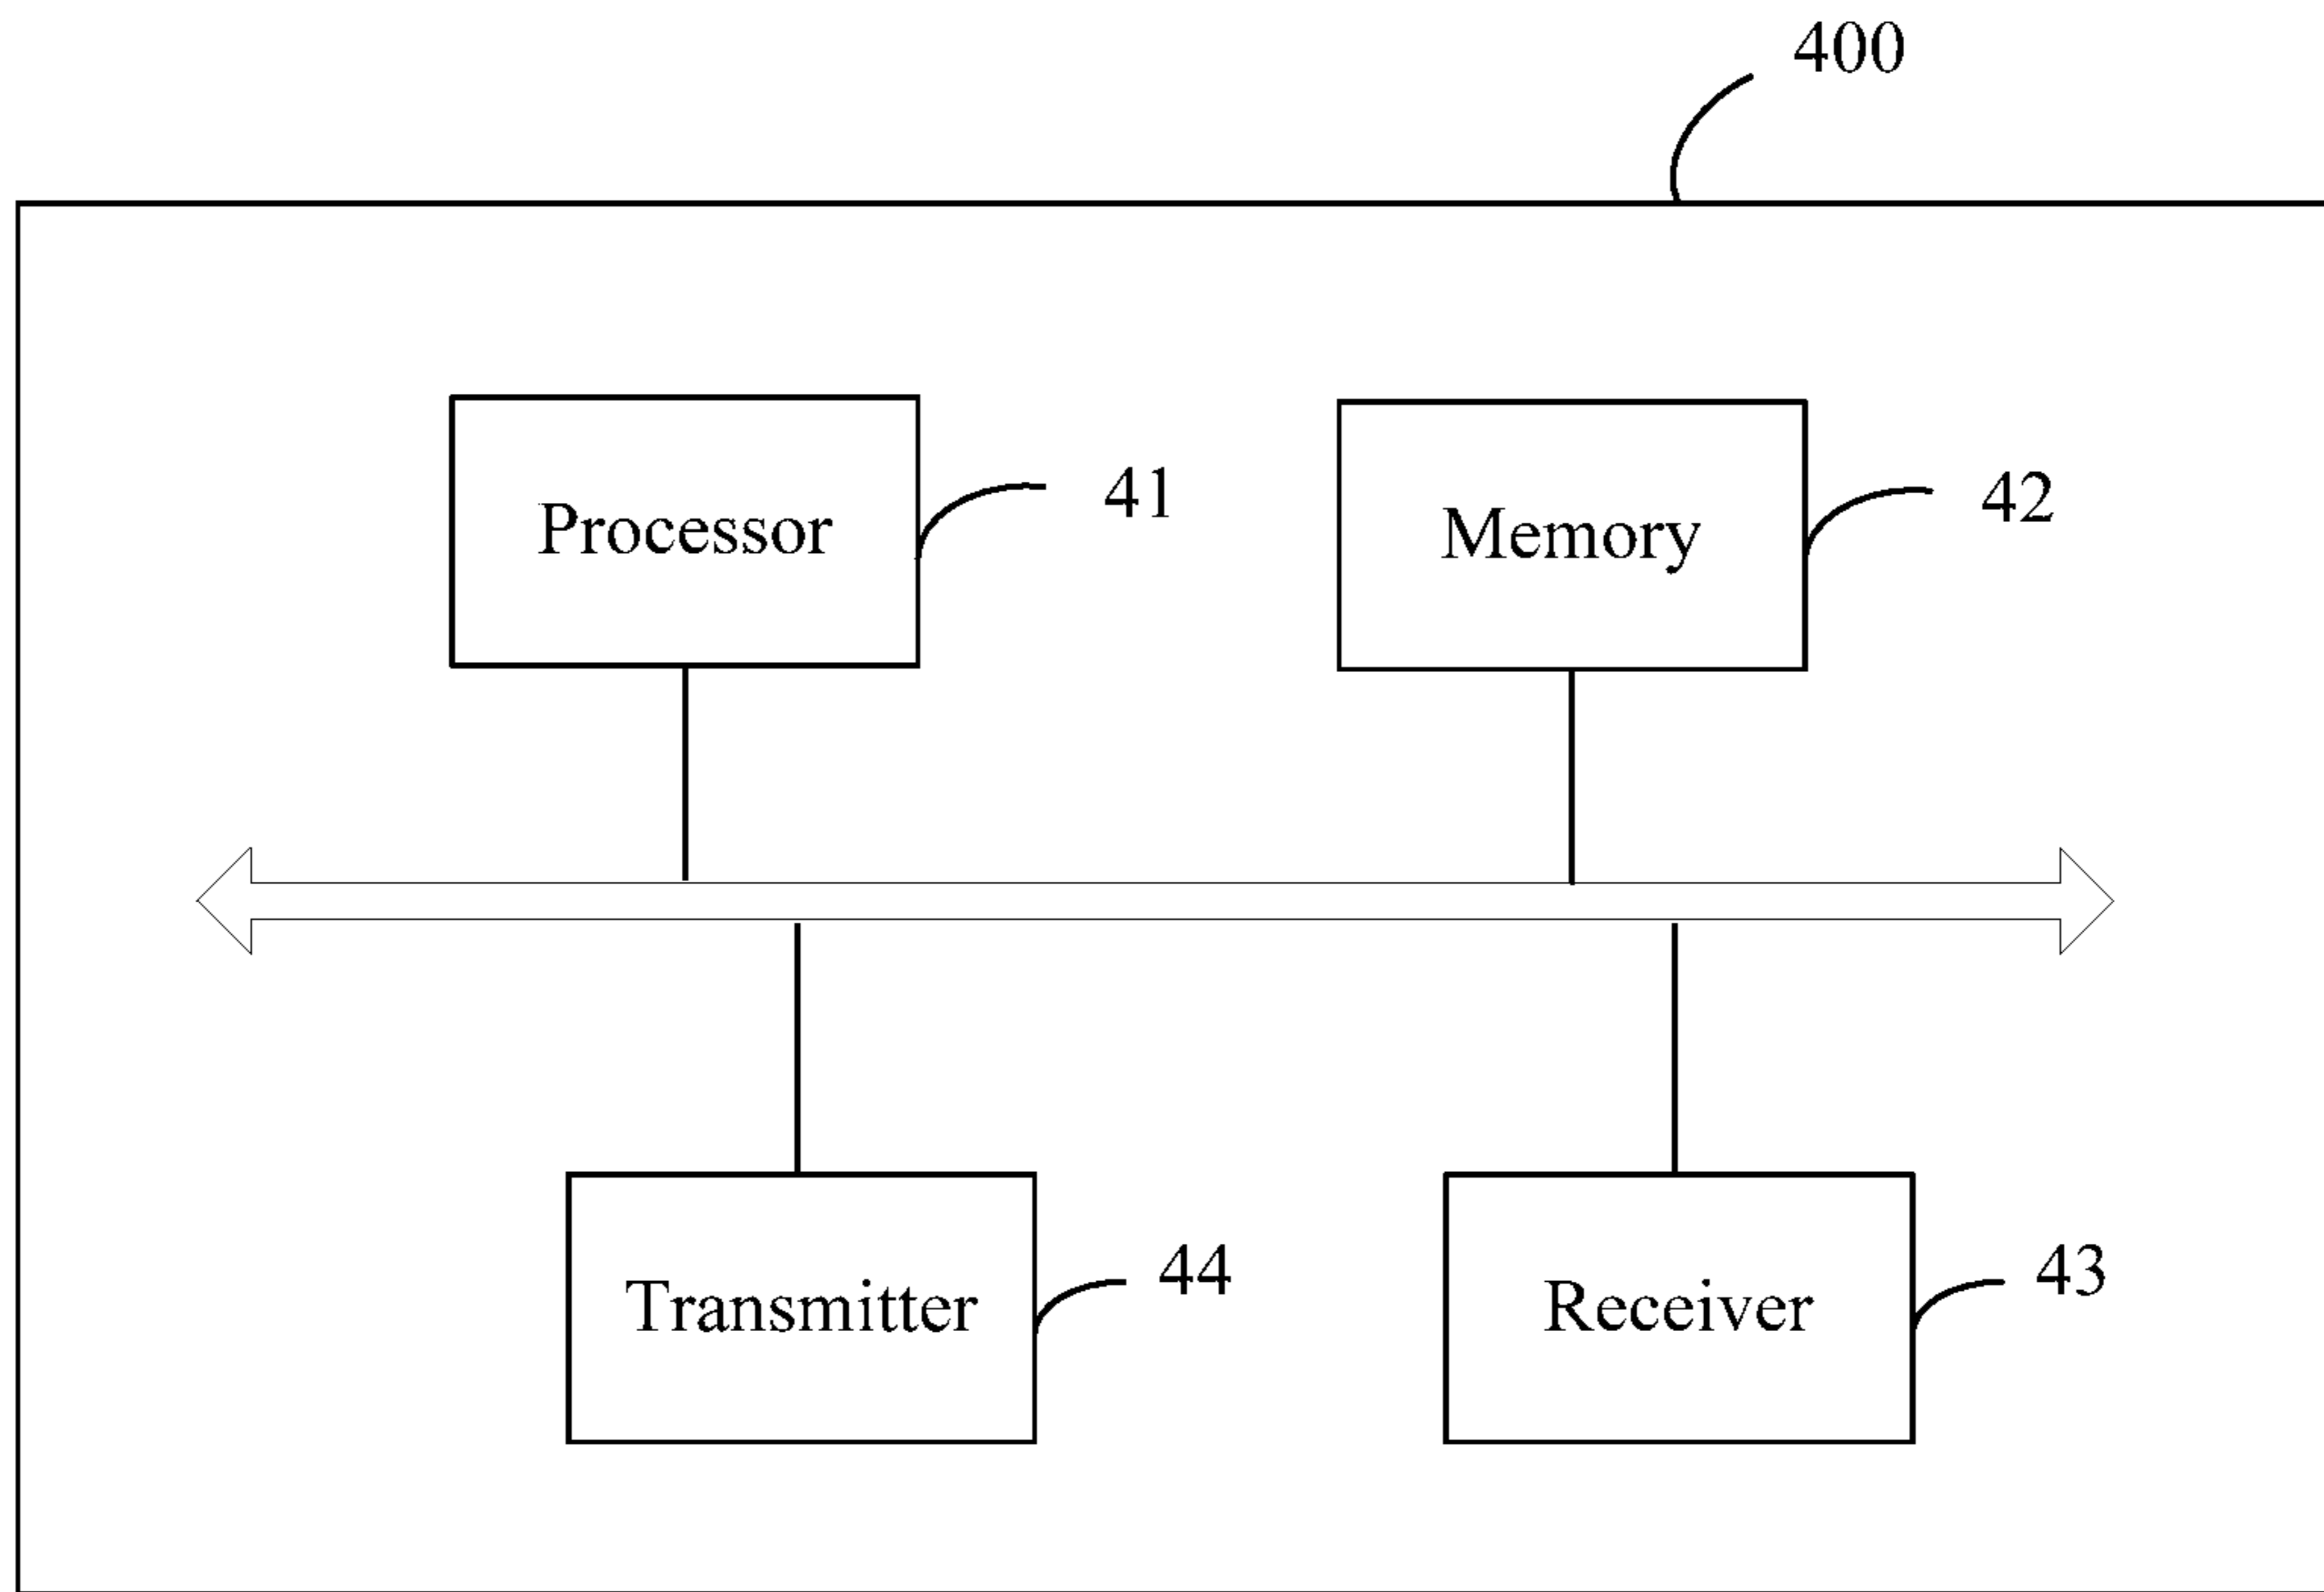 400
Processor
41
Memory
42
Transmitter
44
Receiver
43